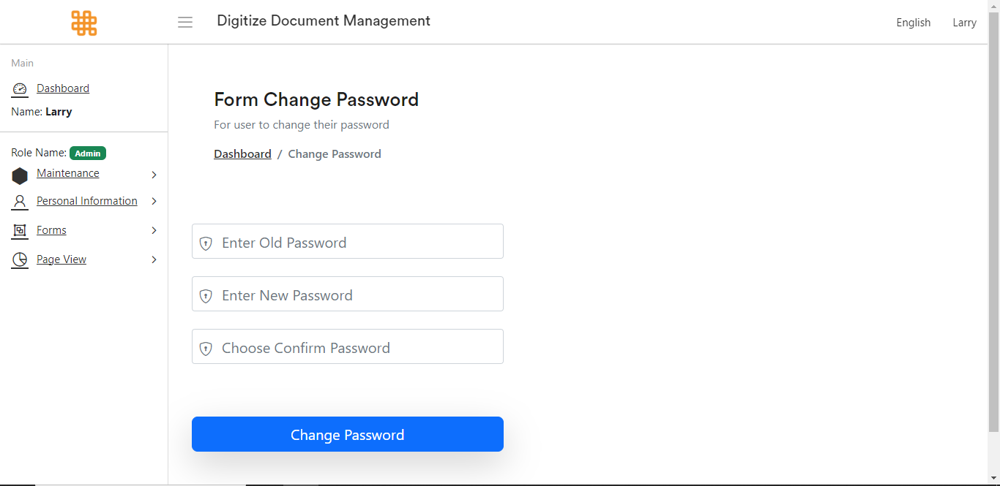 Digitize Document Management
English
Larry
Main
Dashboard
Name: Larry
Role Name: Admin
Maintenance
Personal Information
Forms
Page View
Form Change Password
For user to change their password
Dashboard / Change Password
Enter Old Password
Enter New Password
Choose Confirm Password
Change Password